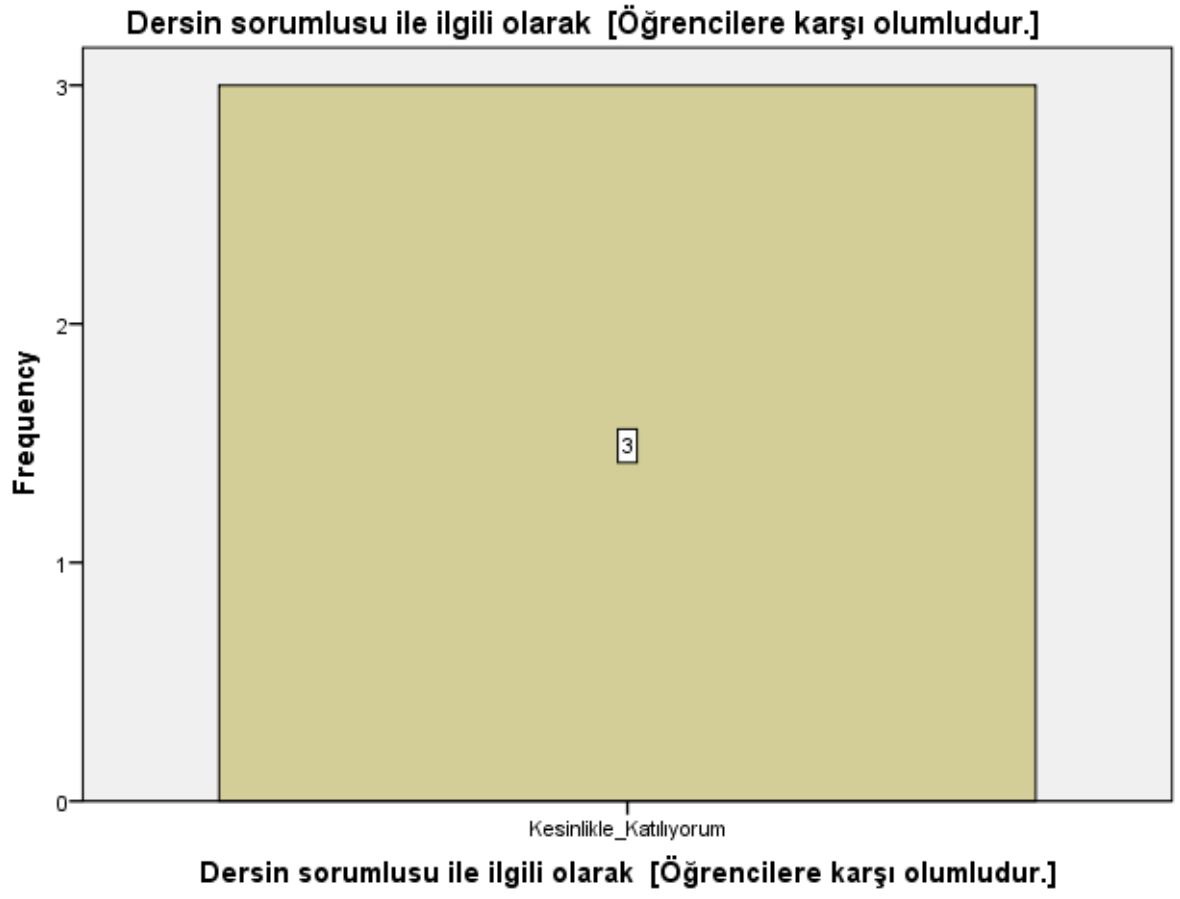 Dersin sorumlusu ile ilgili olarak  [Öğrencilere karşı olumludur.]
3
2
1
0
Frequency
3
Kesinlikle_Katılıyorum
Dersin sorumlusu ile ilgili olarak  [Öğrencilere karşı olumludur.]